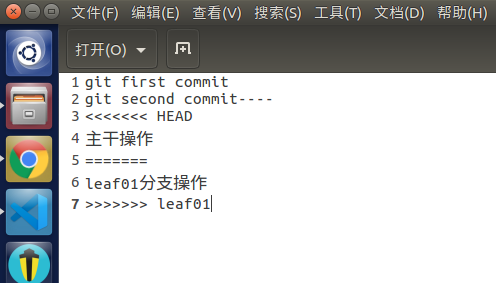 文件(F) 编辑(E) 查看(V) 搜索(S) 工具(T) 文档(D) 帮助(H)
打开(O)
1 git first commit
2 git second commit----
3 <<<<<<< HEAD
4 主干操作
5 =======
6 leaf01分支操作
7 >>>>>>> leaf01